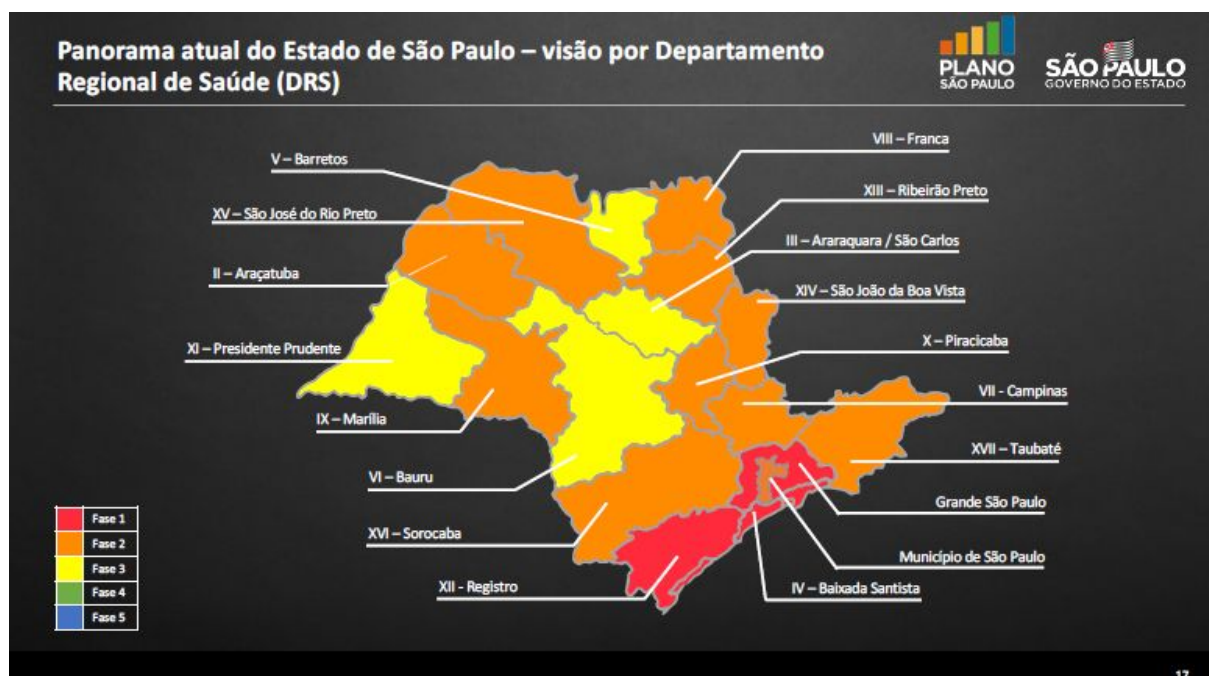 Panorama atual do Estado de São Paulo – visão por Departamento
Regional de Saúde (DRS)
PLANO
SÃO PAULO
SÃO PAULO
GOVERNO DO ESTADO
VIII – Franca
V – Barretos
XIII – Ribeirão Preto
XV – São José do Rio Preto
III – Araraquara / São Carlos
II – Araçatuba
XIV – São João da Boa Vista
X – Piracicaba
XI – Presidente Prudente
VII - Campinas
IX – Marília
XVII – Taubaté
VI – Bauru
Grande São Paulo
Fase 1
Fase 2
Fase 3
Fase 4
Fase 5
XVI – Sorocaba
Município de São Paulo
XII - Registro
IV – Baixada Santista
17